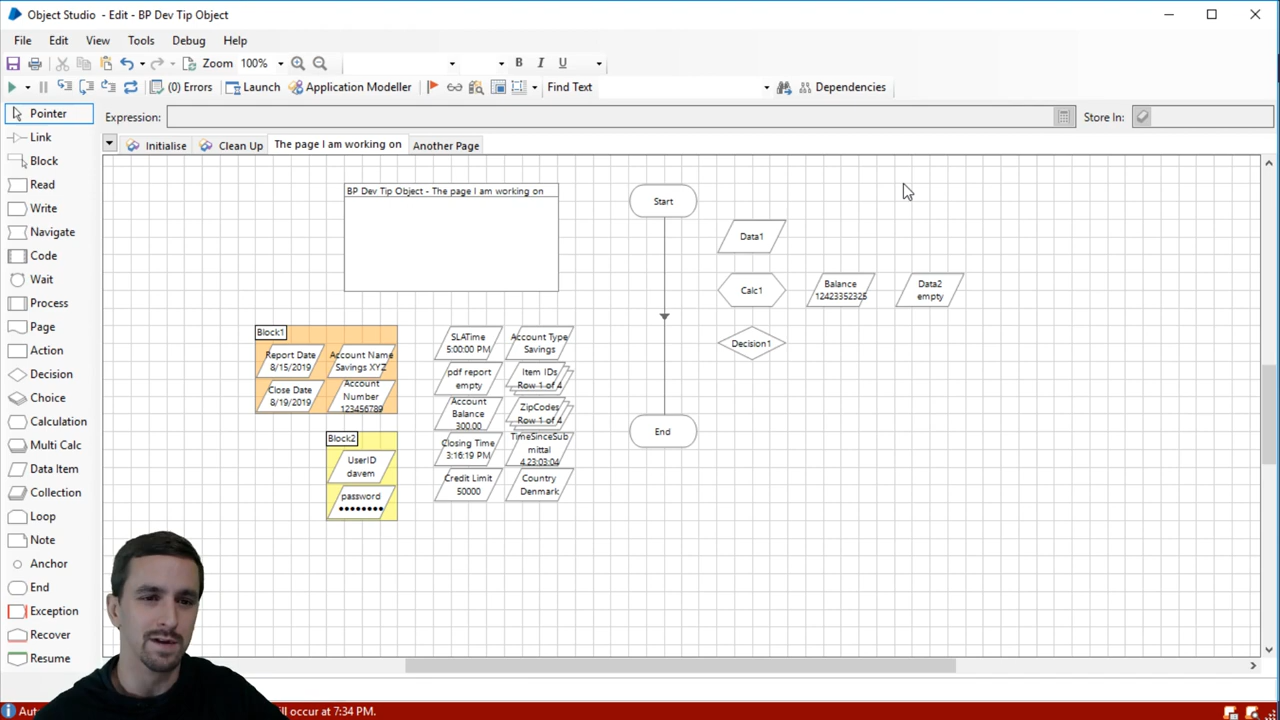 Object Studio - Edit - BP Dev Tip Object
File Edit View Tools Debug Help
Zoom 100% B I U
(0) Errors Launch Application Modeller Find Text Dependencies
Pointer
Link
Block
Read
Write
Navigate
Code
Wait
Process
Page
Action
Decision
Choice
Calculation
Multi Calc
Data Item
Collection
Loop
Note
Anchor
End
Exception
Recover
Resume
Expression: Store In:
Initialise Clean Up The page I am working on Another Page
BP Dev Tip Object - The page I am working on
Start
Data1
Calc1
Balance
12423352325
Data2
empty
Decision1
End
Block1
Report Date
8/15/2019
Account Name
Savings XYZ
Close Date
8/19/2019
Account
Number
123456789
Block2
UserID
davem
password
••••••••
SLATime
5:00:00 PM
Account Type
Savings
pdf report
empty
Item IDs
Row 1 of 4
Account
Balance
300.00
ZipCodes
Row 1 of 4
Closing Time
3:16:19 PM
TimeSinceSub
mittal
4.23:03:04
Credit Limit
50000
Country
Denmark
ll occur at 7:34 PM.